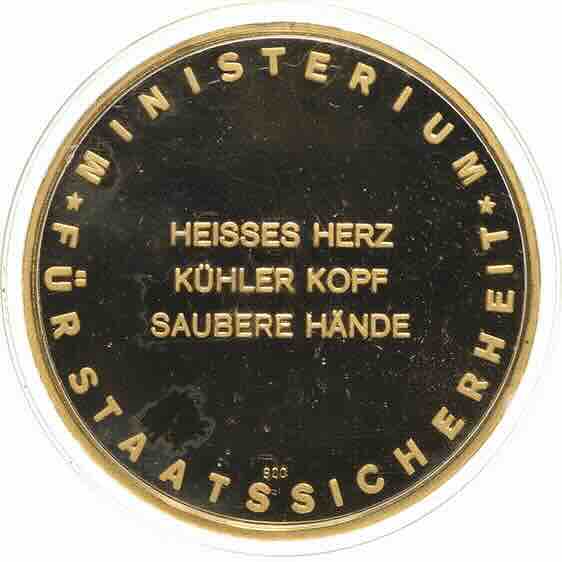 * MINISTERIUM *
FÜR STAATSSICHERHEIT
HEISSES HERZ
KÜHLER KOPF
SAUBERE HÄNDE
900